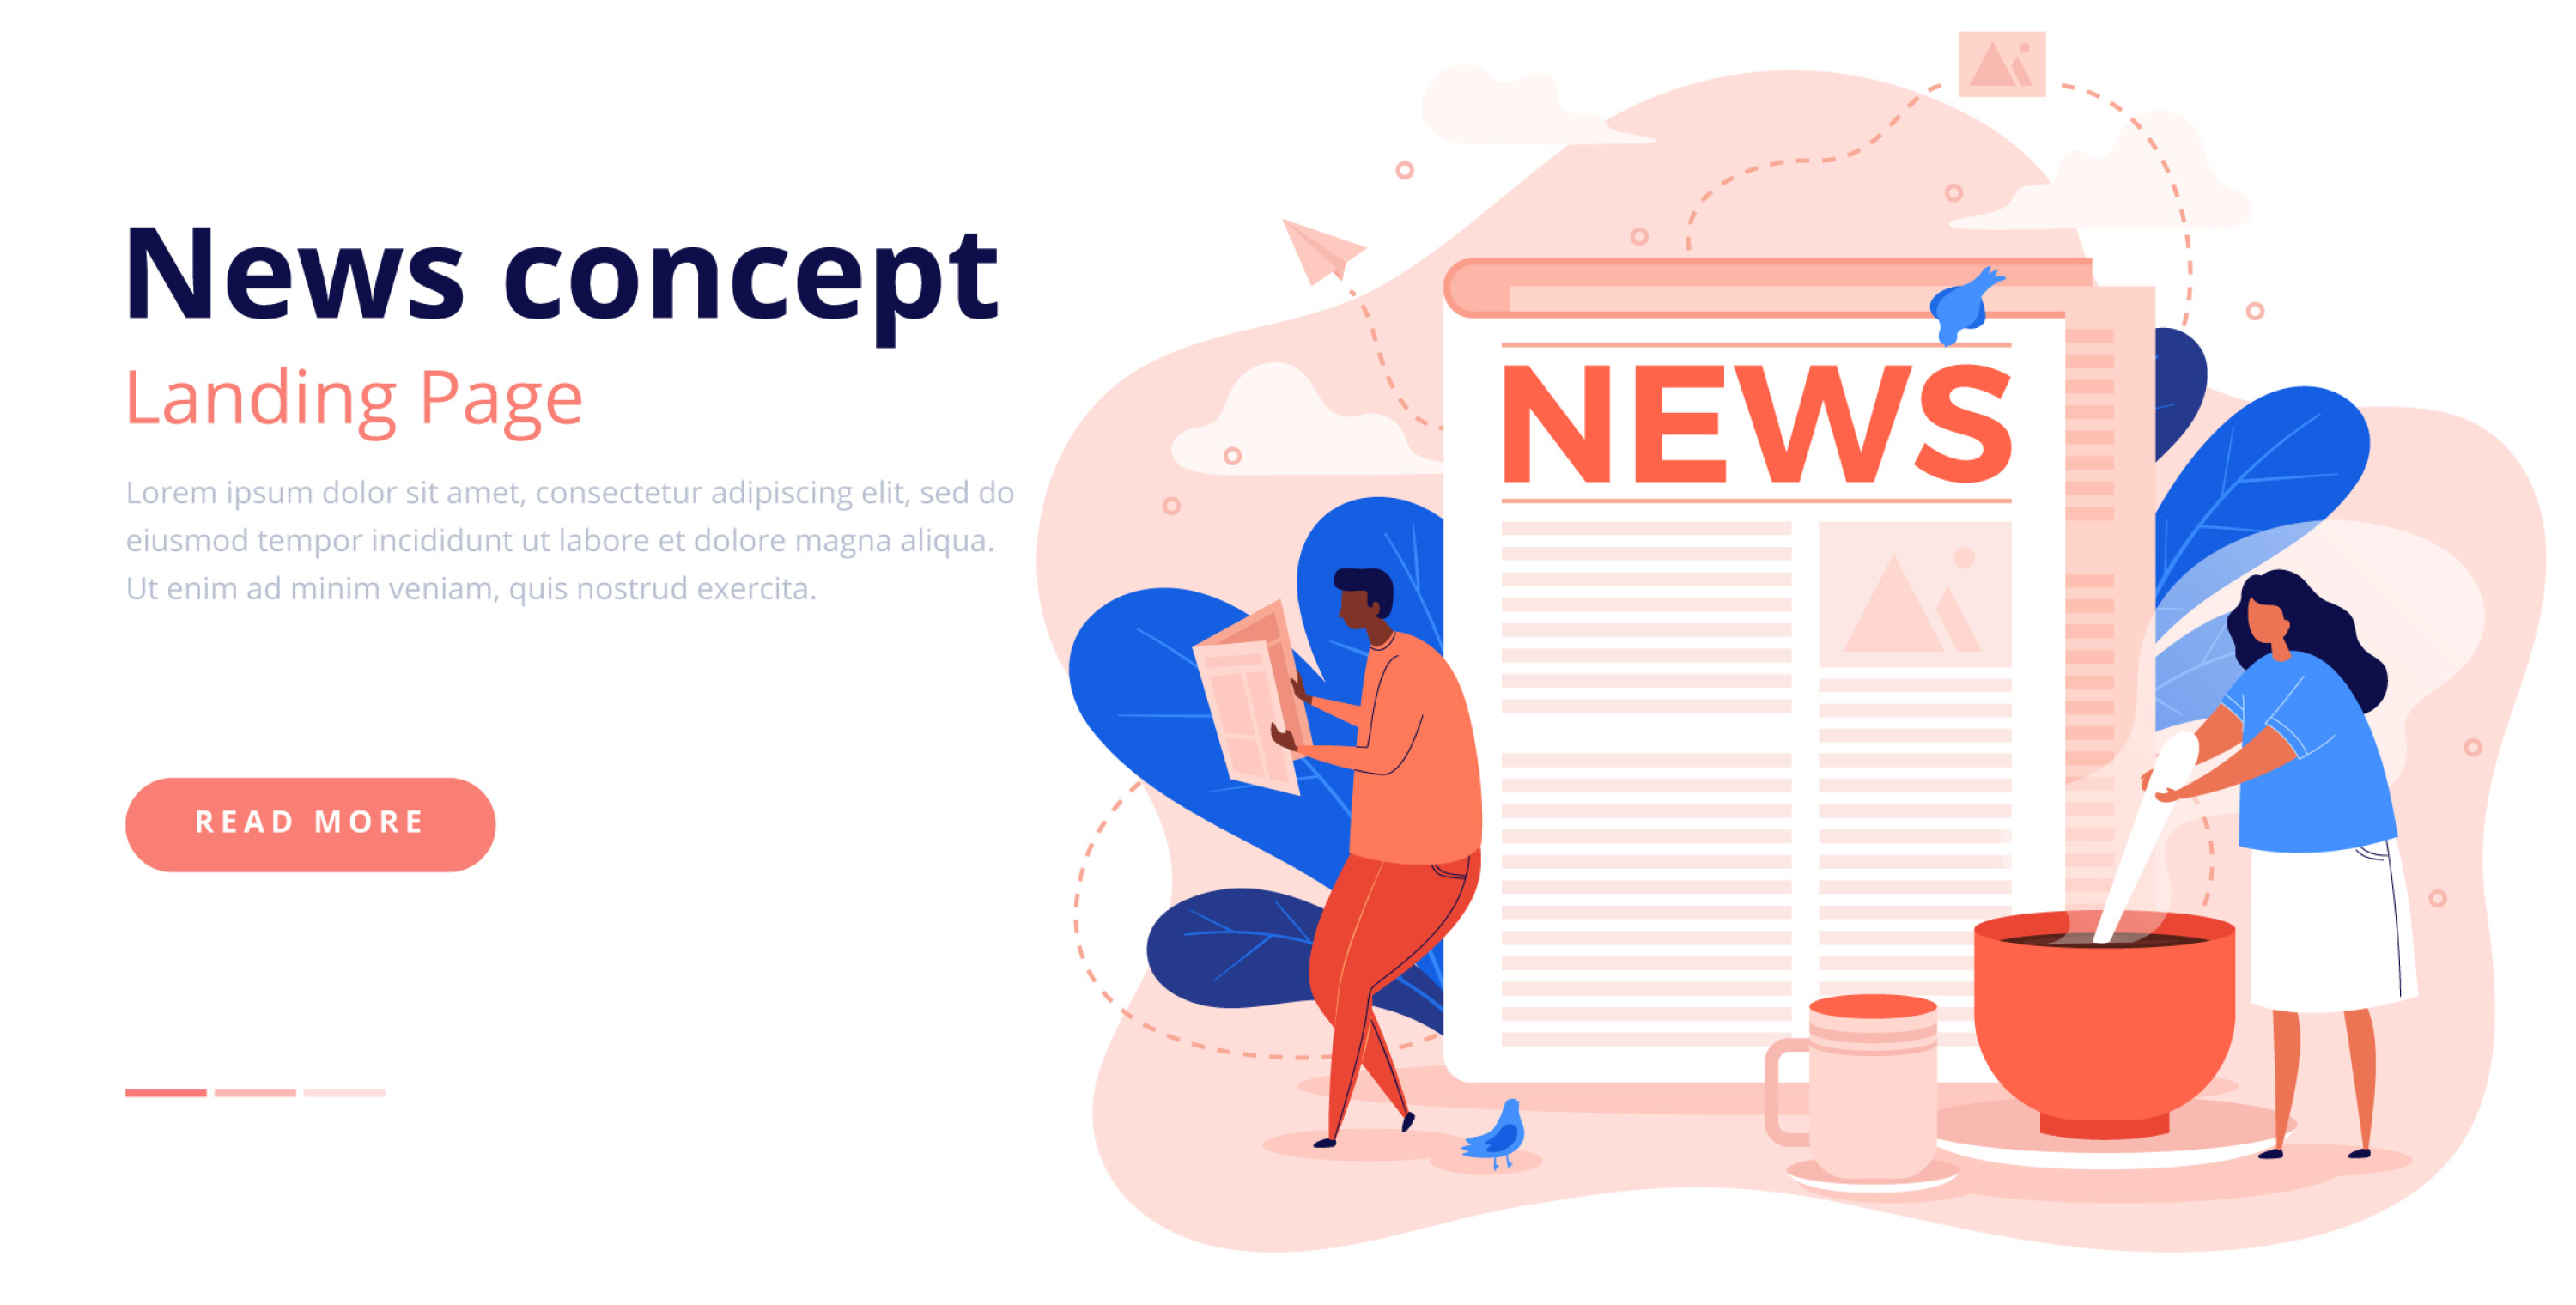 News concept
Landing Page
Lorem ipsum dolor sit amet, consectetur adipiscing elit, sed do
eiusmod tempor incididunt ut labore et dolore magna aliqua.
Ut enim ad minim veniam, quis nostrud exercita.
READ MORE
NEWS